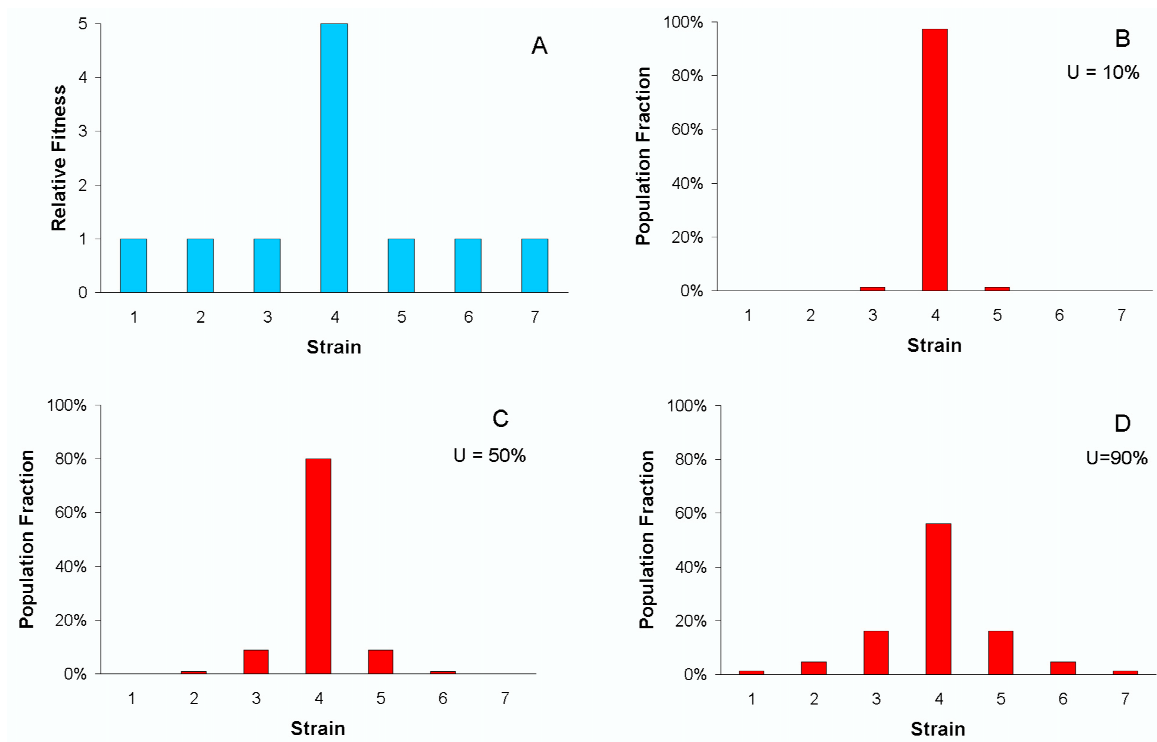 A
Relative Fitness
5
4
3
2
1
0
1 2 3 4 5 6 7
Strain
B
U = 10%
Population Fraction
100%
80%
60%
40%
20%
0%
1 2 3 4 5 6 7
Strain
C
U = 50%
Population Fraction
100%
80%
60%
40%
20%
0%
1 2 3 4 5 6 7
Strain
D
U=90%
Population Fraction
100%
80%
60%
40%
20%
0%
1 2 3 4 5 6 7
Strain